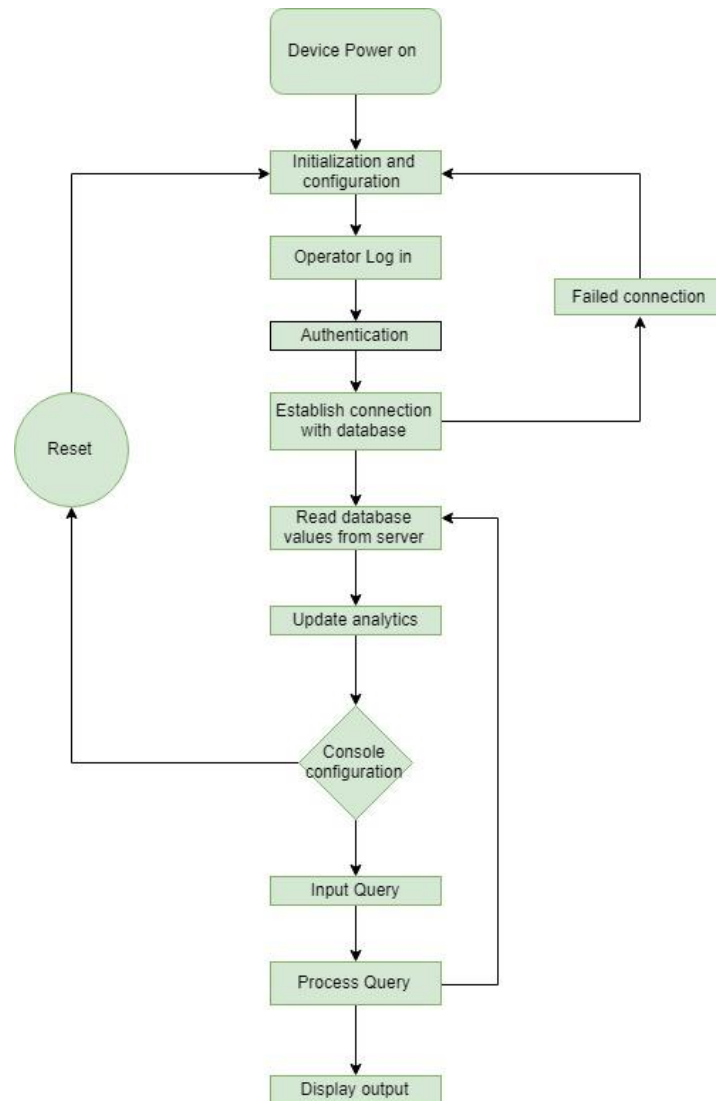 Device Power on
Initialization and
configuration
Operator Log in
Failed connection
Authentication
Establish connection
with database
Reset
Read database
values from server
Update analytics
Console
configuration
Input Query
Process Query
Display output